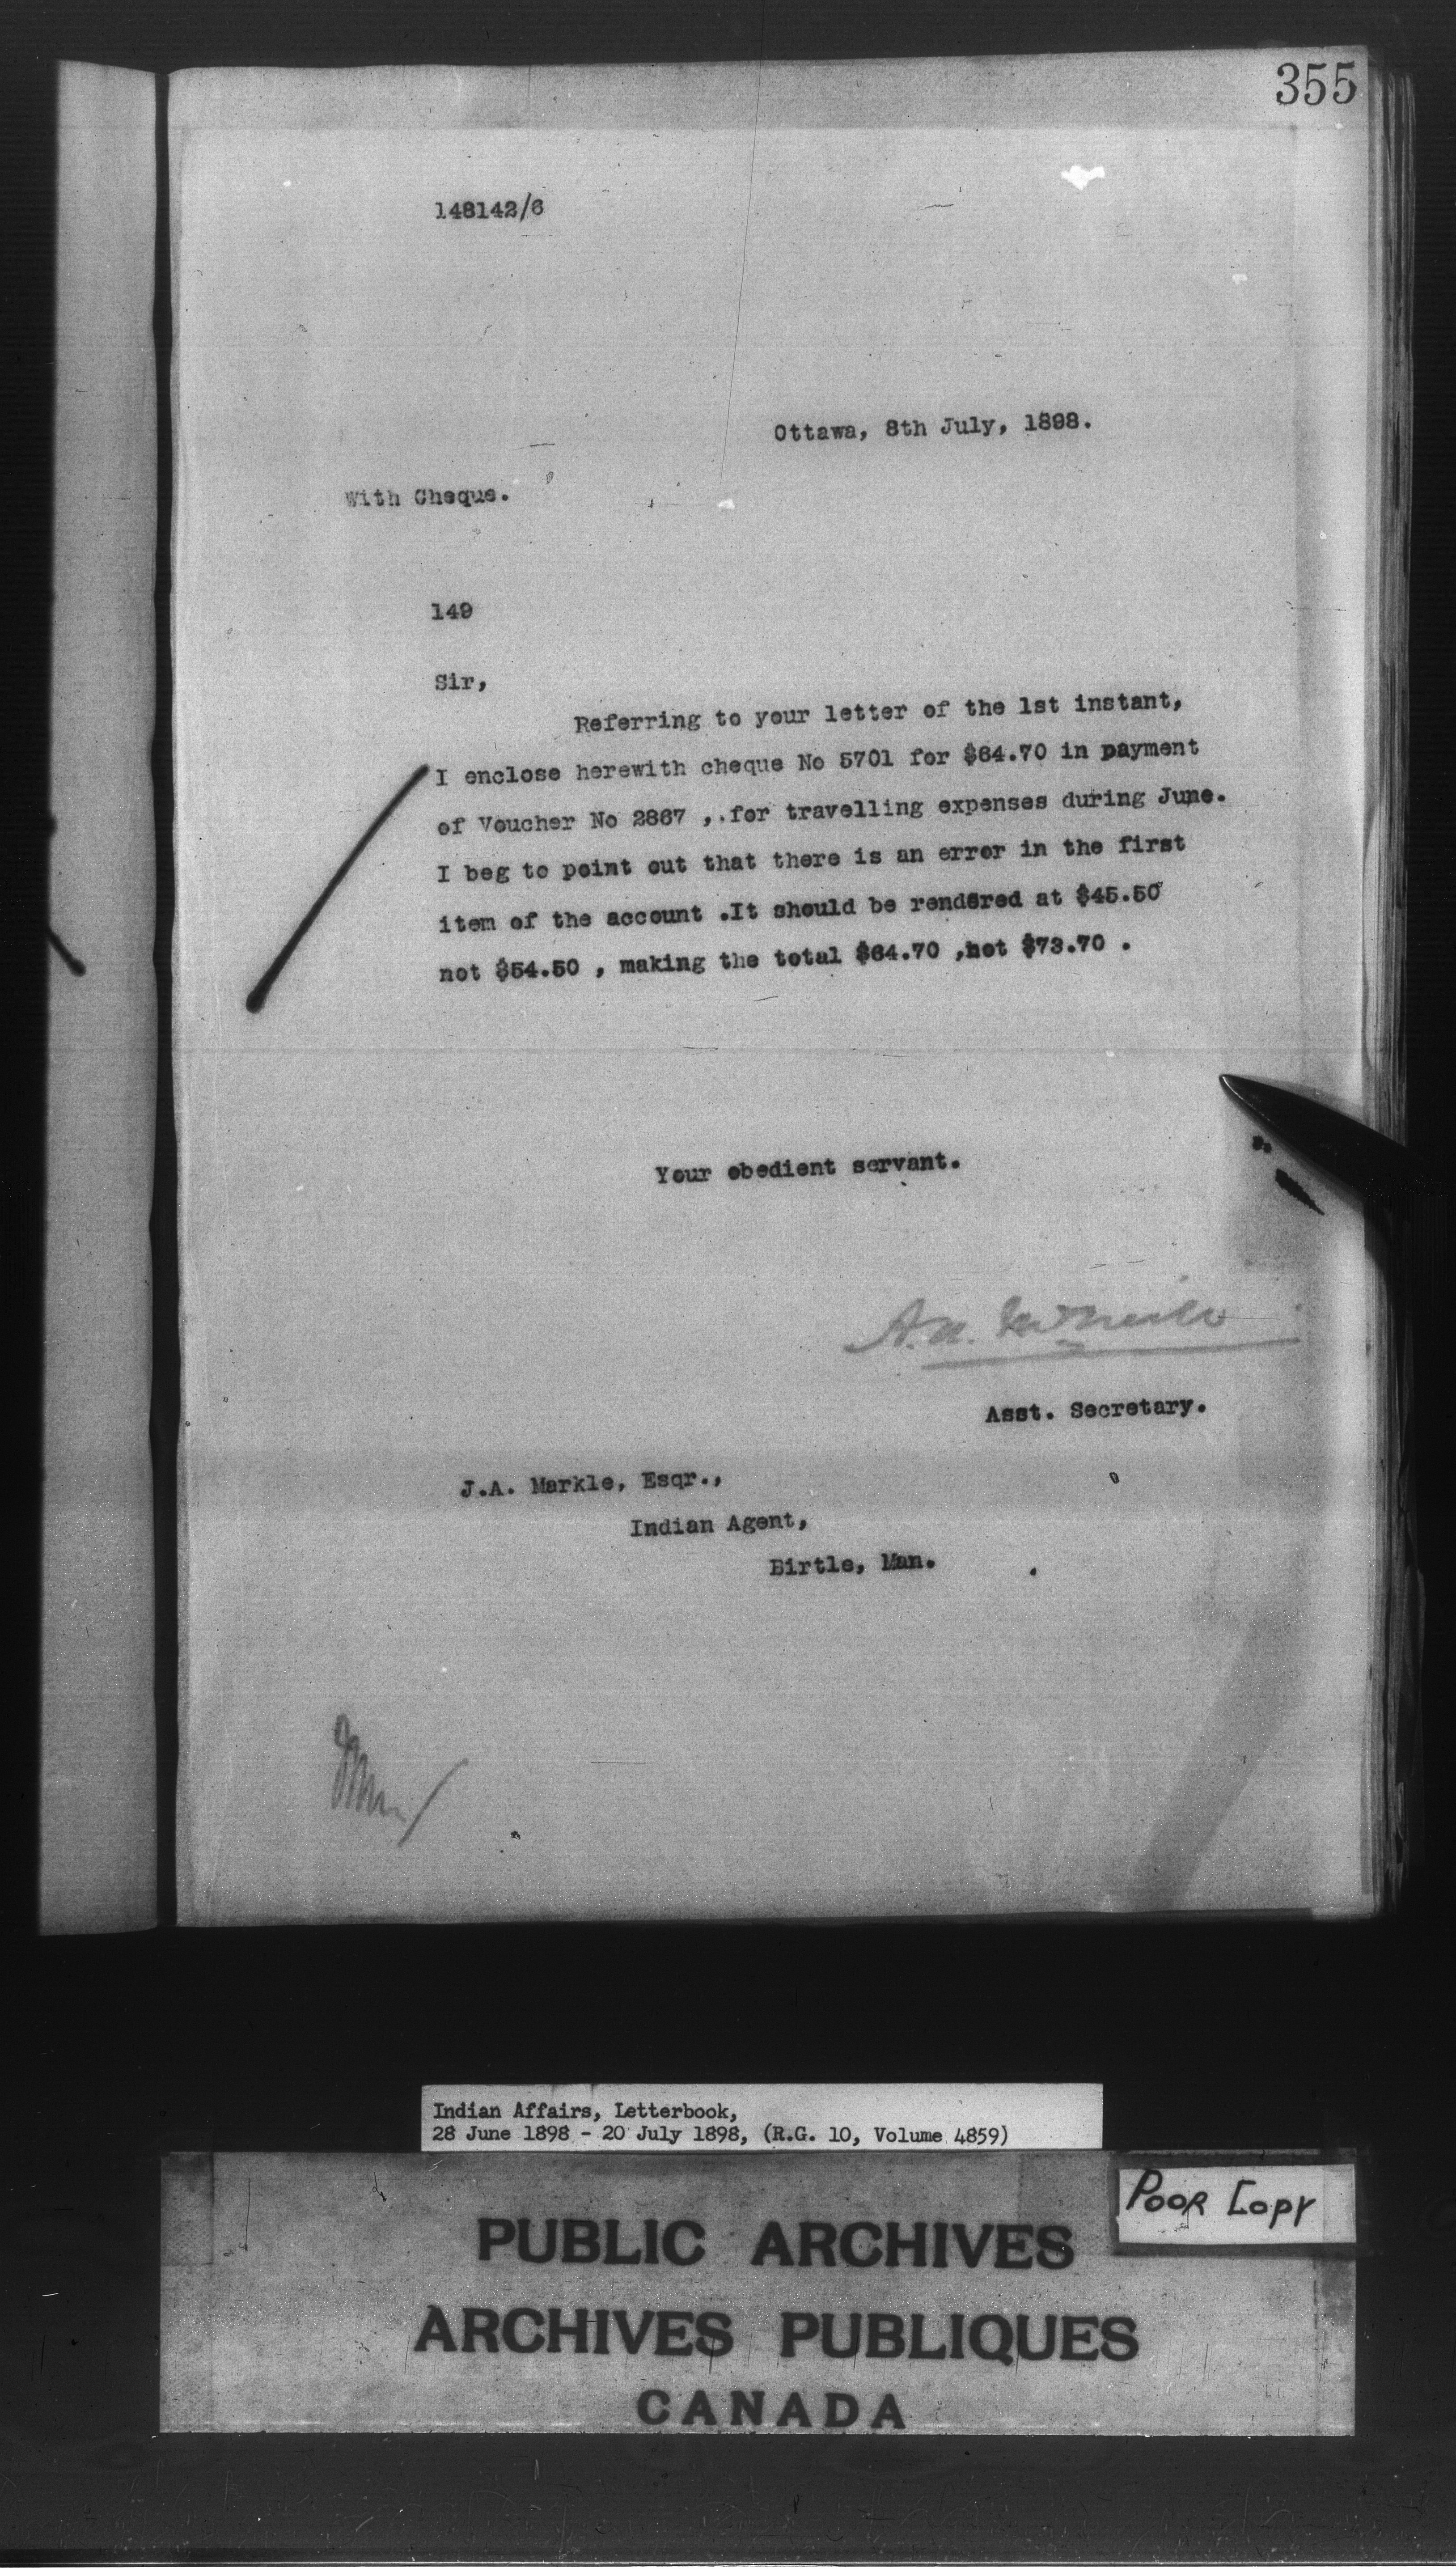 355
148142/6
Ottawa, 8th July, 1898.
With Cheque.
149
Sir,
Referring to your letter of the 1st instant,
I enclose herewith cheque No 5701 for $64.70 in payment
of Voucher No 2867 ,.for travelling expenses during June.
I beg to point out that there is an error in the first
item of the account .It should be rendered at $45.50
not $54.50 , making the total $64.70 ,not $73.70 .
Your obedient servant.
A.N. McNeill
Asst. Secretary.
J.A. Markle, Esqr.,
Indian Agent,
Birtle, Man.
Indian Affairs, Letterbook,
28 June 1898 - 20 July 1898, (R.G. 10, Volume 4859)
POOR COPY
PUBLIC ARCHIVES
ARCHIVES PUBLIQUES
CANADA